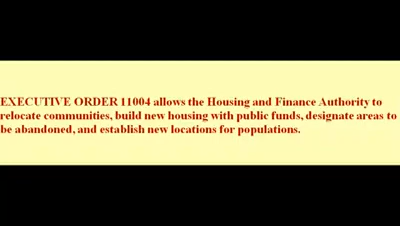 EXECUTIVE ORDER 11004 allows the Housing and Finance Authority to
relocate communities, build new housing with public funds, designate areas to
be abandoned, and establish new locations for populations.